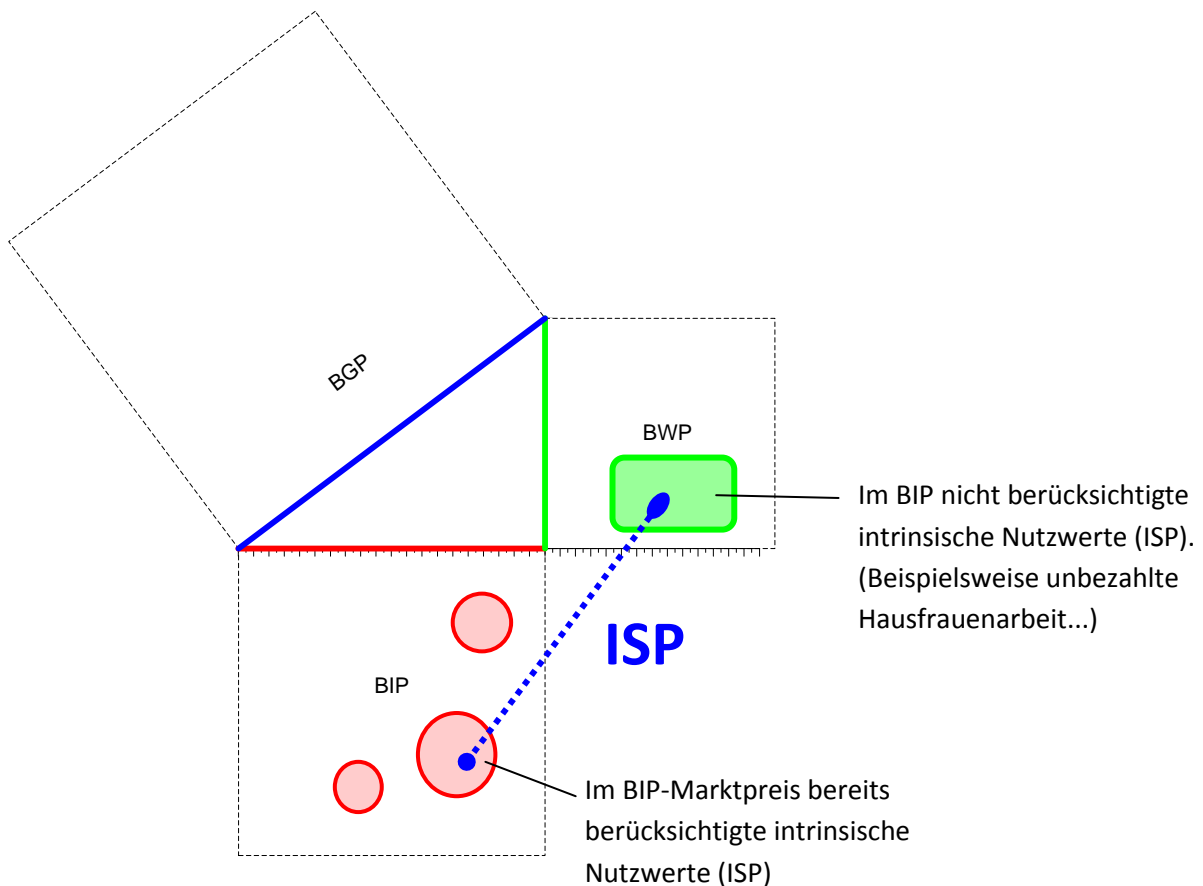 BGP
BWP
Im BIP nicht berücksichtigte
intrinsische Nutzwerte (ISP).
(Beispielsweise unbezahlte
Hausfrauenarbeit...)
ISP
BIP
Im BIP-Marktpreis bereits
berücksichtigte intrinsische
Nutzwerte (ISP)